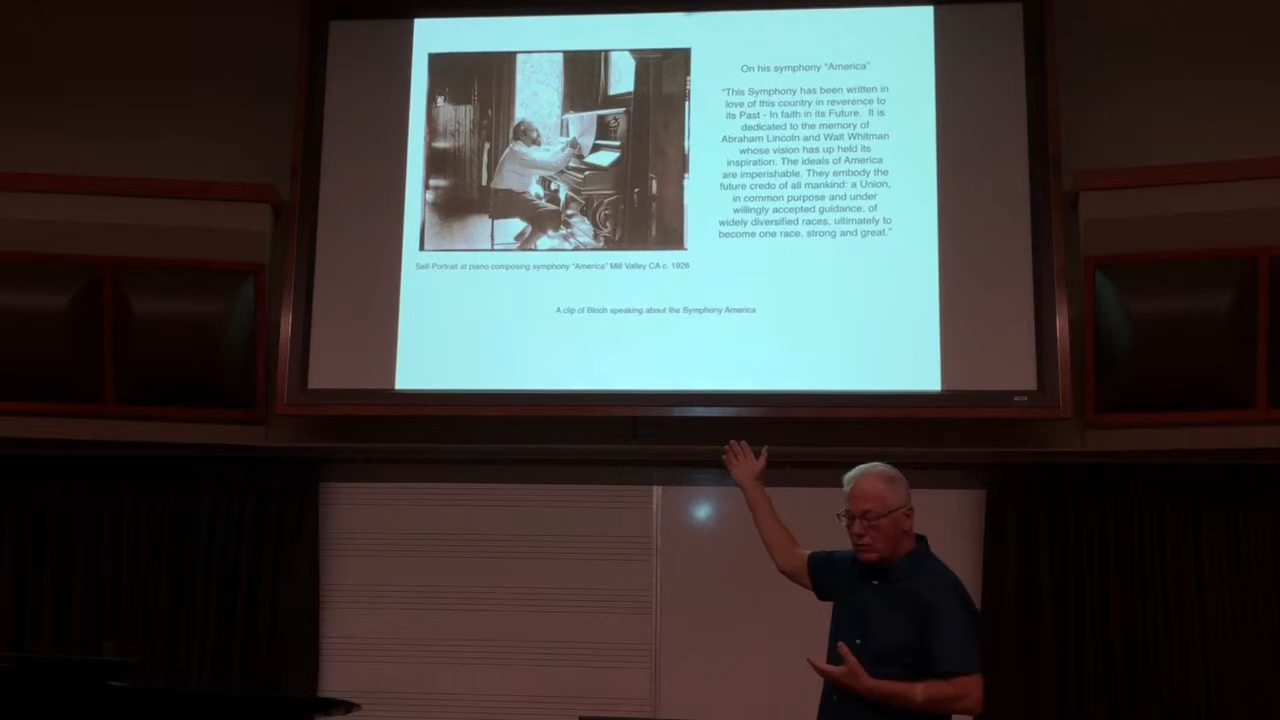 On his symphony "America"
"This Symphony has been written in
love of this country in reverence to
its Past - In faith in its Future. It is
dedicated to the memory of
Abraham Lincoln and Walt Whitman
whose vision has up held its
inspiration. The ideals of America
are imperishable. They embody the
future credo of all mankind: a Union,
in common purpose and under
willingly accepted guidance, of
widely diversified races, ultimately to
become one race, strong and great."
Self-Portrait at piano composing symphony "America" Mill Valley CA c. 1926
A clip of Bloch speaking about the Symphony America